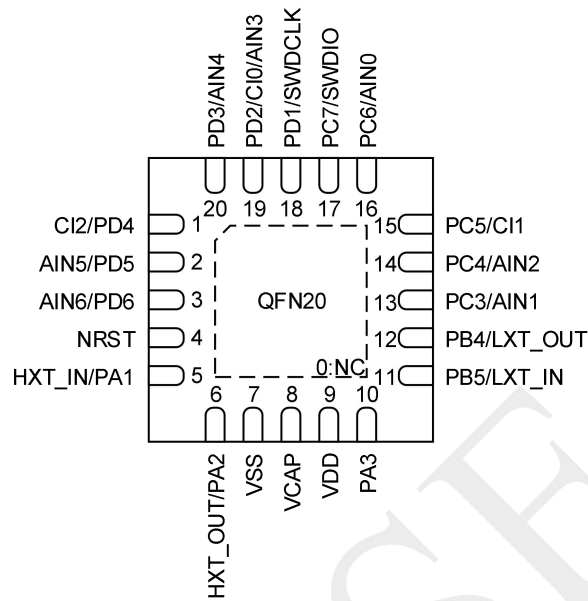 PD3/AIN4
PD2/CI0/AIN3
PD1/SWDCLK
PC7/SWDIO
PC6/AIN0
20
19
18
17
16
CI2/PD4
1
AIN5/PD5
2
AIN6/PD6
3
NRST
4
HXT_IN/PA1
5
QFN20
0:NC
15
PC5/CI1
14
PC4/AIN2
13
PC3/AIN1
12
PB4/LXT_OUT
11
PB5/LXT_IN
6
7
8
9
10
HXT_OUT/PA2
VSS
VCAP
VDD
PA3